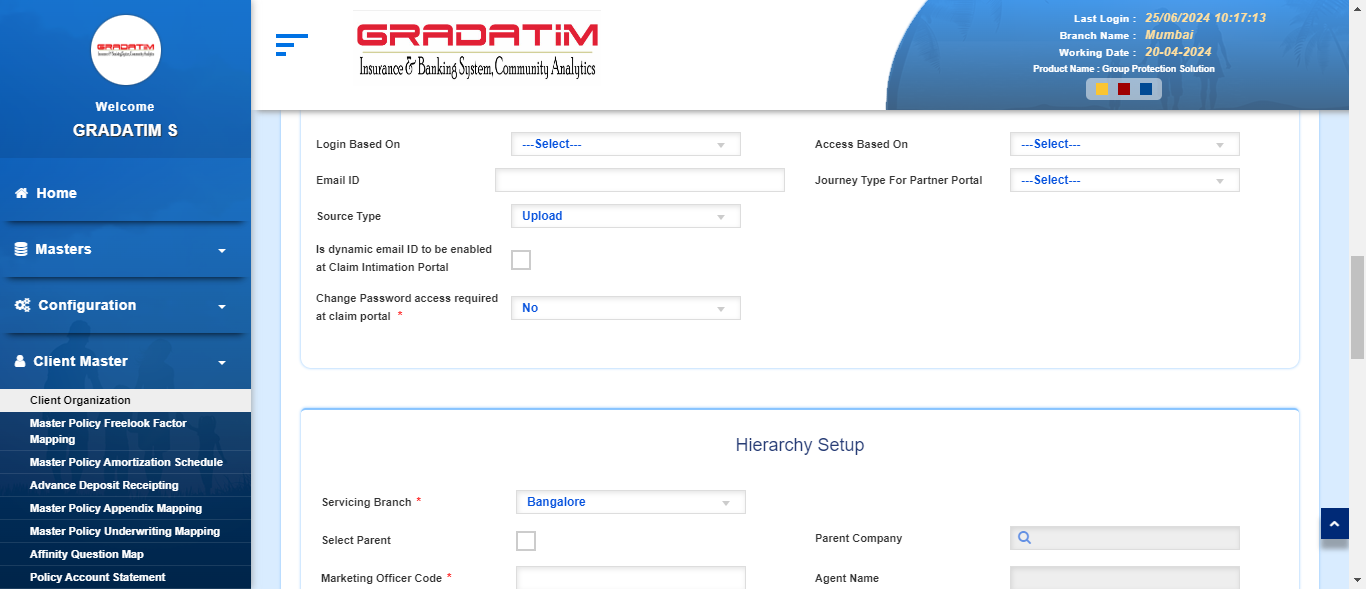 GRADATIM
Insurance & Banking System, Community Analytics
Welcome
GRADATIM S
Home
Masters
Configuration
Client Master
Client Organization
Master Policy Freelook Factor
Mapping
Master Policy Amortization Schedule
Advance Deposit Receipting
Master Policy Appendix Mapping
Master Policy Underwriting Mapping
Affinity Question Map
Policy Account Statement
GRADATIM
Insurance & Banking System, Community Analytics
Last Login : 25/06/2024 10:17:13
Branch Name : Mumbai
Working Date : 20-04-2024
Product Name : Group Protection Solution
Login Based On ---Select--- Access Based On ---Select---
Email ID Journey Type For Partner Portal ---Select---
Source Type Upload
Is dynamic email ID to be enabled
at Claim Intimation Portal
Change Password access required
at claim portal * No
Hierarchy Setup
Servicing Branch * Bangalore
Select Parent Parent Company
Marketing Officer Code * Agent Name